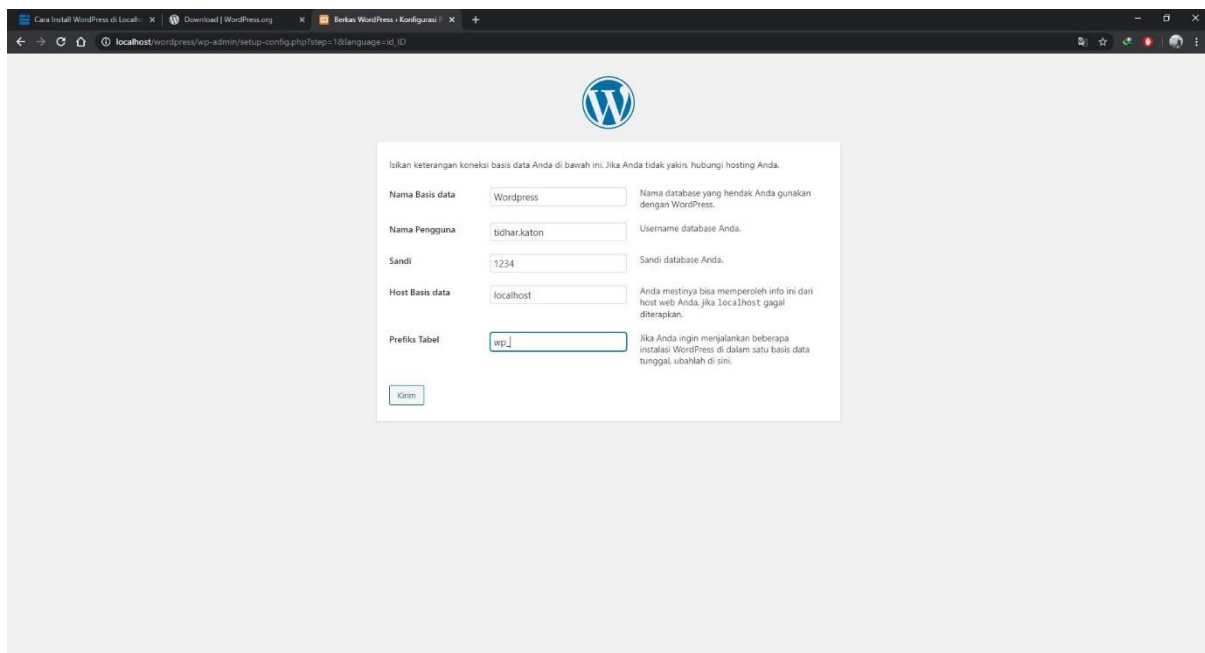 Cara Install WordPress di Localho
Download | WordPress.org
Berkas WordPress › Konfigurasi P
localhost/wordpress/wp-admin/setup-config.php?step=1&language=id_ID
Isikan keterangan koneksi basis data Anda di bawah ini. Jika Anda tidak yakin, hubungi hosting Anda.
Nama Basis data
Wordpress
Nama database yang hendak Anda gunakan
dengan WordPress.
Nama Pengguna
tidhar.katon
Username database Anda.
Sandi
1234
Sandi database Anda.
Host Basis data
localhost
Anda mestinya bisa memperoleh info ini dari
host web Anda, jika localhost gagal
diterapkan.
Prefiks Tabel
wp_
Jika Anda ingin menjalankan beberapa
instalasi WordPress di dalam satu basis data
tunggal, ubahlah di sini.
Kirim